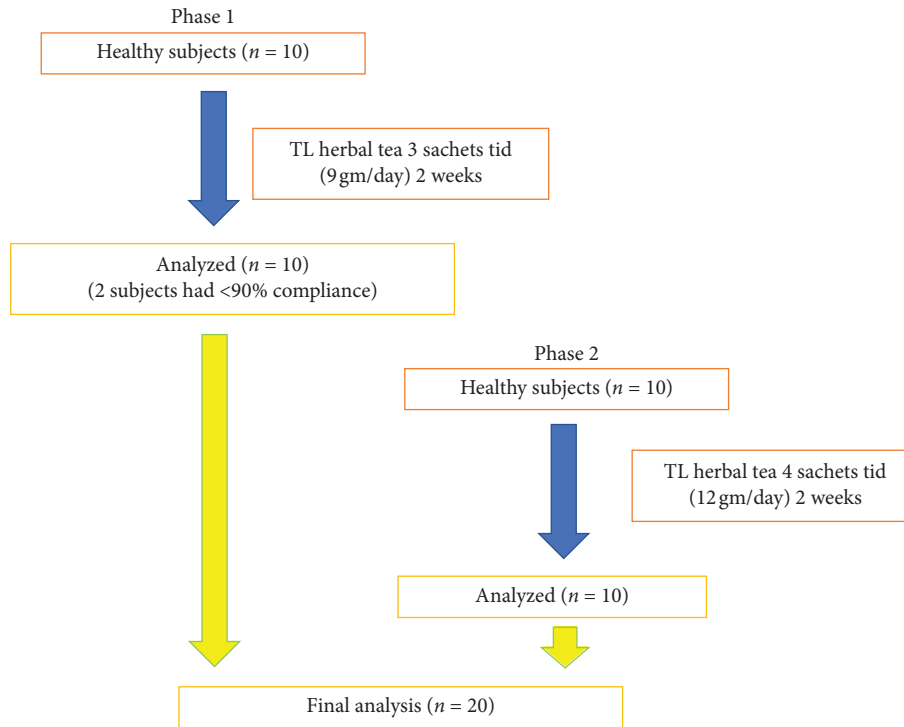 Phase 1
Healthy subjects (n = 10)
TL herbal tea 3 sachets tid
(9 gm/day) 2 weeks
Analyzed (n = 10)
(2 subjects had <90% compliance)
Phase 2
Healthy subjects (n = 10)
TL herbal tea 4 sachets tid
(12 gm/day) 2 weeks
Analyzed (n = 10)
Final analysis (n = 20)